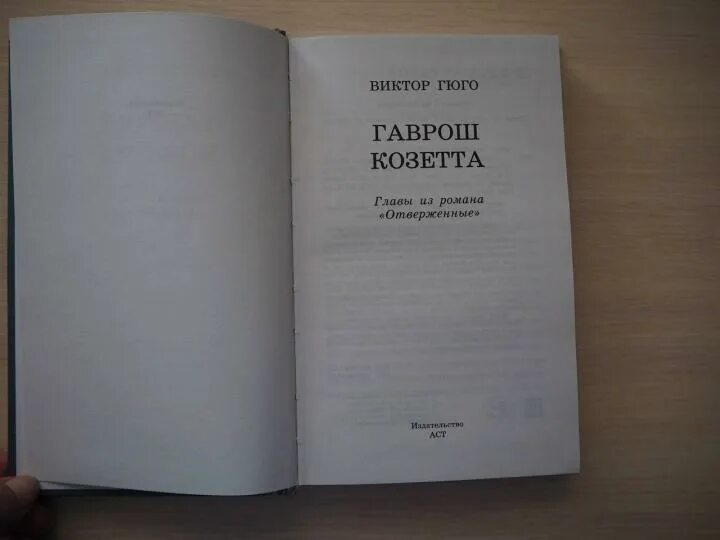 ВИКТОР ГЮГО
ГАВРОШ
КОЗЕТТА
Главы из романа
«Отверженные»
Издательство
АСТ